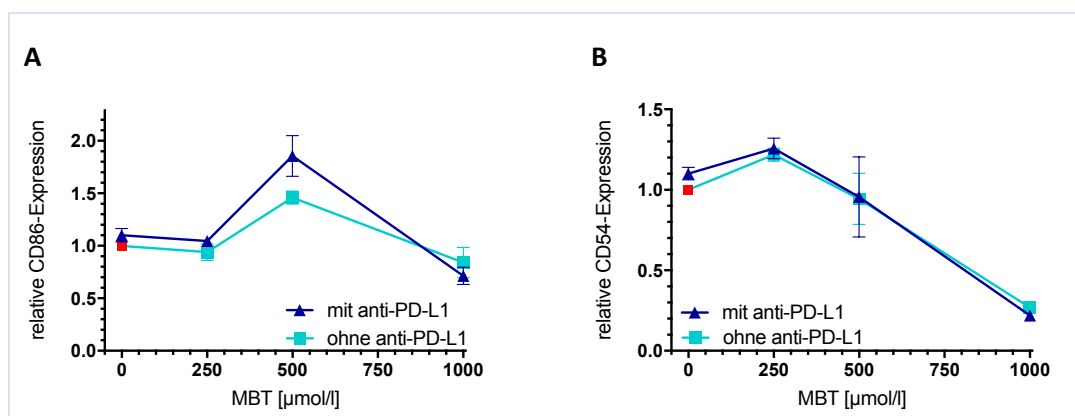 A
relative CD86-Expression
2.0
1.5
1.0
0.5
0.0
mit anti-PD-L1
ohne anti-PD-L1
0 250 500 750 1000
MBT [µmol/l]
B
relative CD54-Expression
1.5
1.0
0.5
0.0
mit anti-PD-L1
ohne anti-PD-L1
0 250 500 750 1000
MBT [µmol/l]